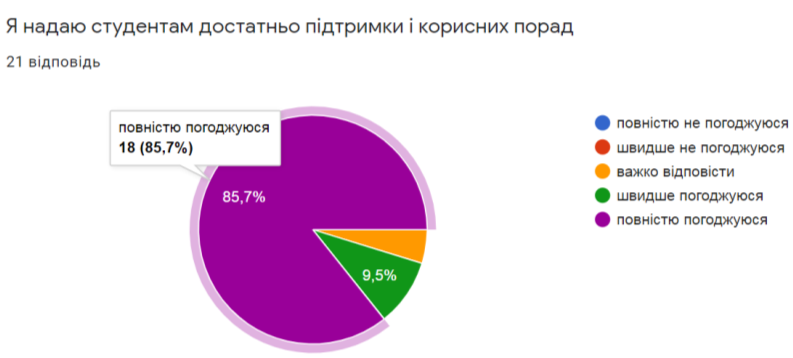 Я надаю студентам достатньо підтримки і корисних порад
21 відповідь
повністю погоджуюся
18 (85,7%)
85,7%
9,5%
повністю не погоджуюся
швидше не погоджуюся
важко відповісти
швидше погоджуюся
повністю погоджуюся